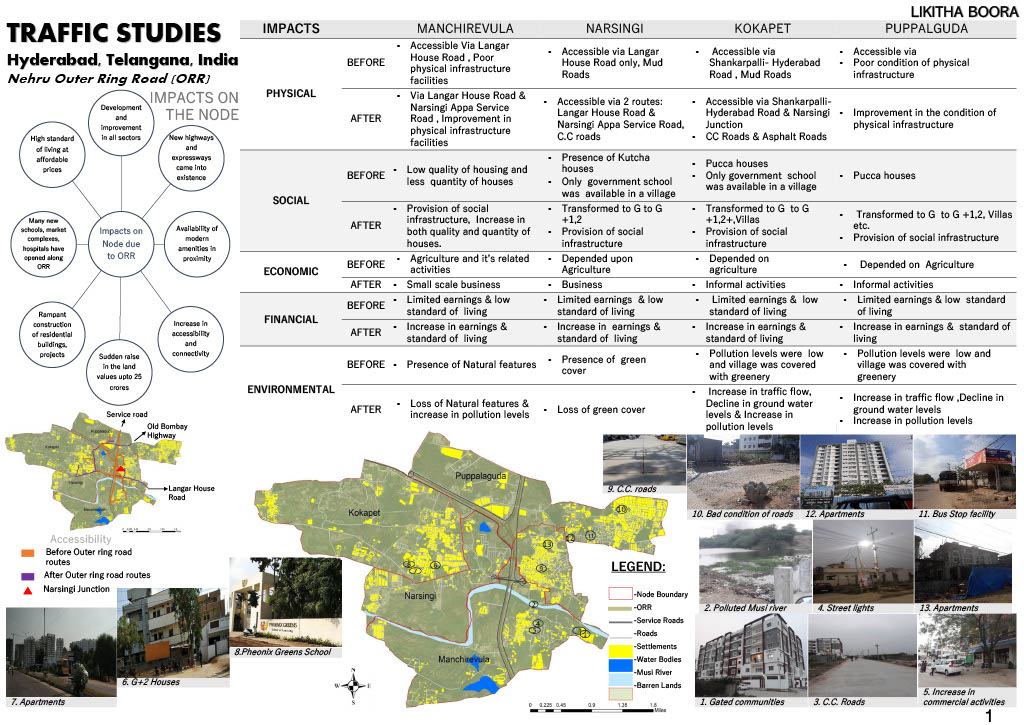 LIKITHA BOORA
TRAFFIC STUDIES
Hyderabad, Telangana, India
Nehru Outer Ring Road (ORR)
IMPACTS ON
THE NODE
Development
and
improvement
in all sectors
High standard
of living at
affordable
prices
New highways
and
expressways
came into
existence
Many new
schools, market
complexes,
hospitals have
opened along
ORR
Impacts on
Node due
to ORR
Availability of
modern
amenities in
proximity
Rampant
construction
of residential
buildings,
projects
Increase in
accessibility
and
connectivity
Sudden raise
in the land
values upto 25
crores
IMPACTS MANCHIREVULA NARSINGI KOKAPET PUPPALGUDA
PHYSICAL
BEFORE
- Accessible Via Langar
House Road , Poor
physical infrastructure
facilities
- Accessible via Langar
House Road only, Mud
Roads
- Accessible via
Shankarpalli- Hyderabad
Road , Mud Roads
- Accessible via
- Poor condition of physical
infrastructure
AFTER
- Via Langar House Road &
Narsingi Appa Service
Road , Improvement in
physical infrastructure
facilities
- Accessible via 2 routes:
Langar House Road &
Narsingi Appa Service Road,
C.C roads
- Accessible via Shankarpalli-
Hyderabad Road & Narsingi
Junction
- CC Roads & Asphalt Roads
- Improvement in the condition of
physical infrastructure
SOCIAL
BEFORE
- Low quality of housing and
less quantity of houses
- Presence of Kutcha
houses
- Only government school
was available in a village
- Pucca houses
- Only government school
was available in a village
- Pucca houses
AFTER
- Provision of social
infrastructure, Increase in
both quality and quantity of
houses.
- Transformed to G to G
+1,2
- Provision of social
infrastructure
- Transformed to G to G
+1,2+,Villas
- Provision of social
infrastructure
- Transformed to G to G +1,2, Villas
etc.
- Provision of social infrastructure
ECONOMIC
BEFORE
- Agriculture and it's related
activities
- Depended upon
Agriculture
- Depended on
agriculture
- Depended on Agriculture
AFTER
- Small scale business
- Business
- Informal activities
- Informal activities
FINANCIAL
BEFORE
- Limited earnings & low
standard of living
- Limited earnings & low
standard of living
- Limited earnings & low
standard of living
- Limited earnings & low standard
of living
AFTER
- Increase in earnings &
standard of living
- Increase in earnings &
standard of living
- Increase in earnings &
standard of living
- Increase in earnings & standard of
living
ENVIRONMENTAL
BEFORE
- Presence of Natural features
- Presence of green
cover
- Pollution levels were low
and village was covered
with greenery
- Pollution levels were low and
village was covered with
greenery
AFTER
- Loss of Natural features &
increase in pollution levels
- Loss of green cover
- Increase in traffic flow,
Decline in ground water
levels & Increase in
pollution levels
- Increase in traffic flow ,Decline in
ground water levels
- Increase in pollution levels
Service road
Old Bombay
Highway
Langar House
Road
Accessibility
Before Outer ring road
routes
After Outer ring road routes
Narsingi Junction
Puppalaguda
Kokapet
Narsingi
Manchirevula
N
W E
S
0 0.225 0.45 0.9 1.35 1.8
Miles
LEGEND:
-Node Boundary
-ORR
-Service Roads
-Roads
-Settlements
-Water Bodies
-Musi River
-Barren Lands
PHOENIX GREENS
7. Apartments
6. G+2 Houses
8.Pheonlx Greens School
9. C.C. roads
10. Bad condition of roads
12. Apartments
11. Bus Stop facility
2. Polluted Musi river
4. Street lights
13. Apartments
1. Gated communities
3. C.C. Roads
5. Increase in
commercial activities
1